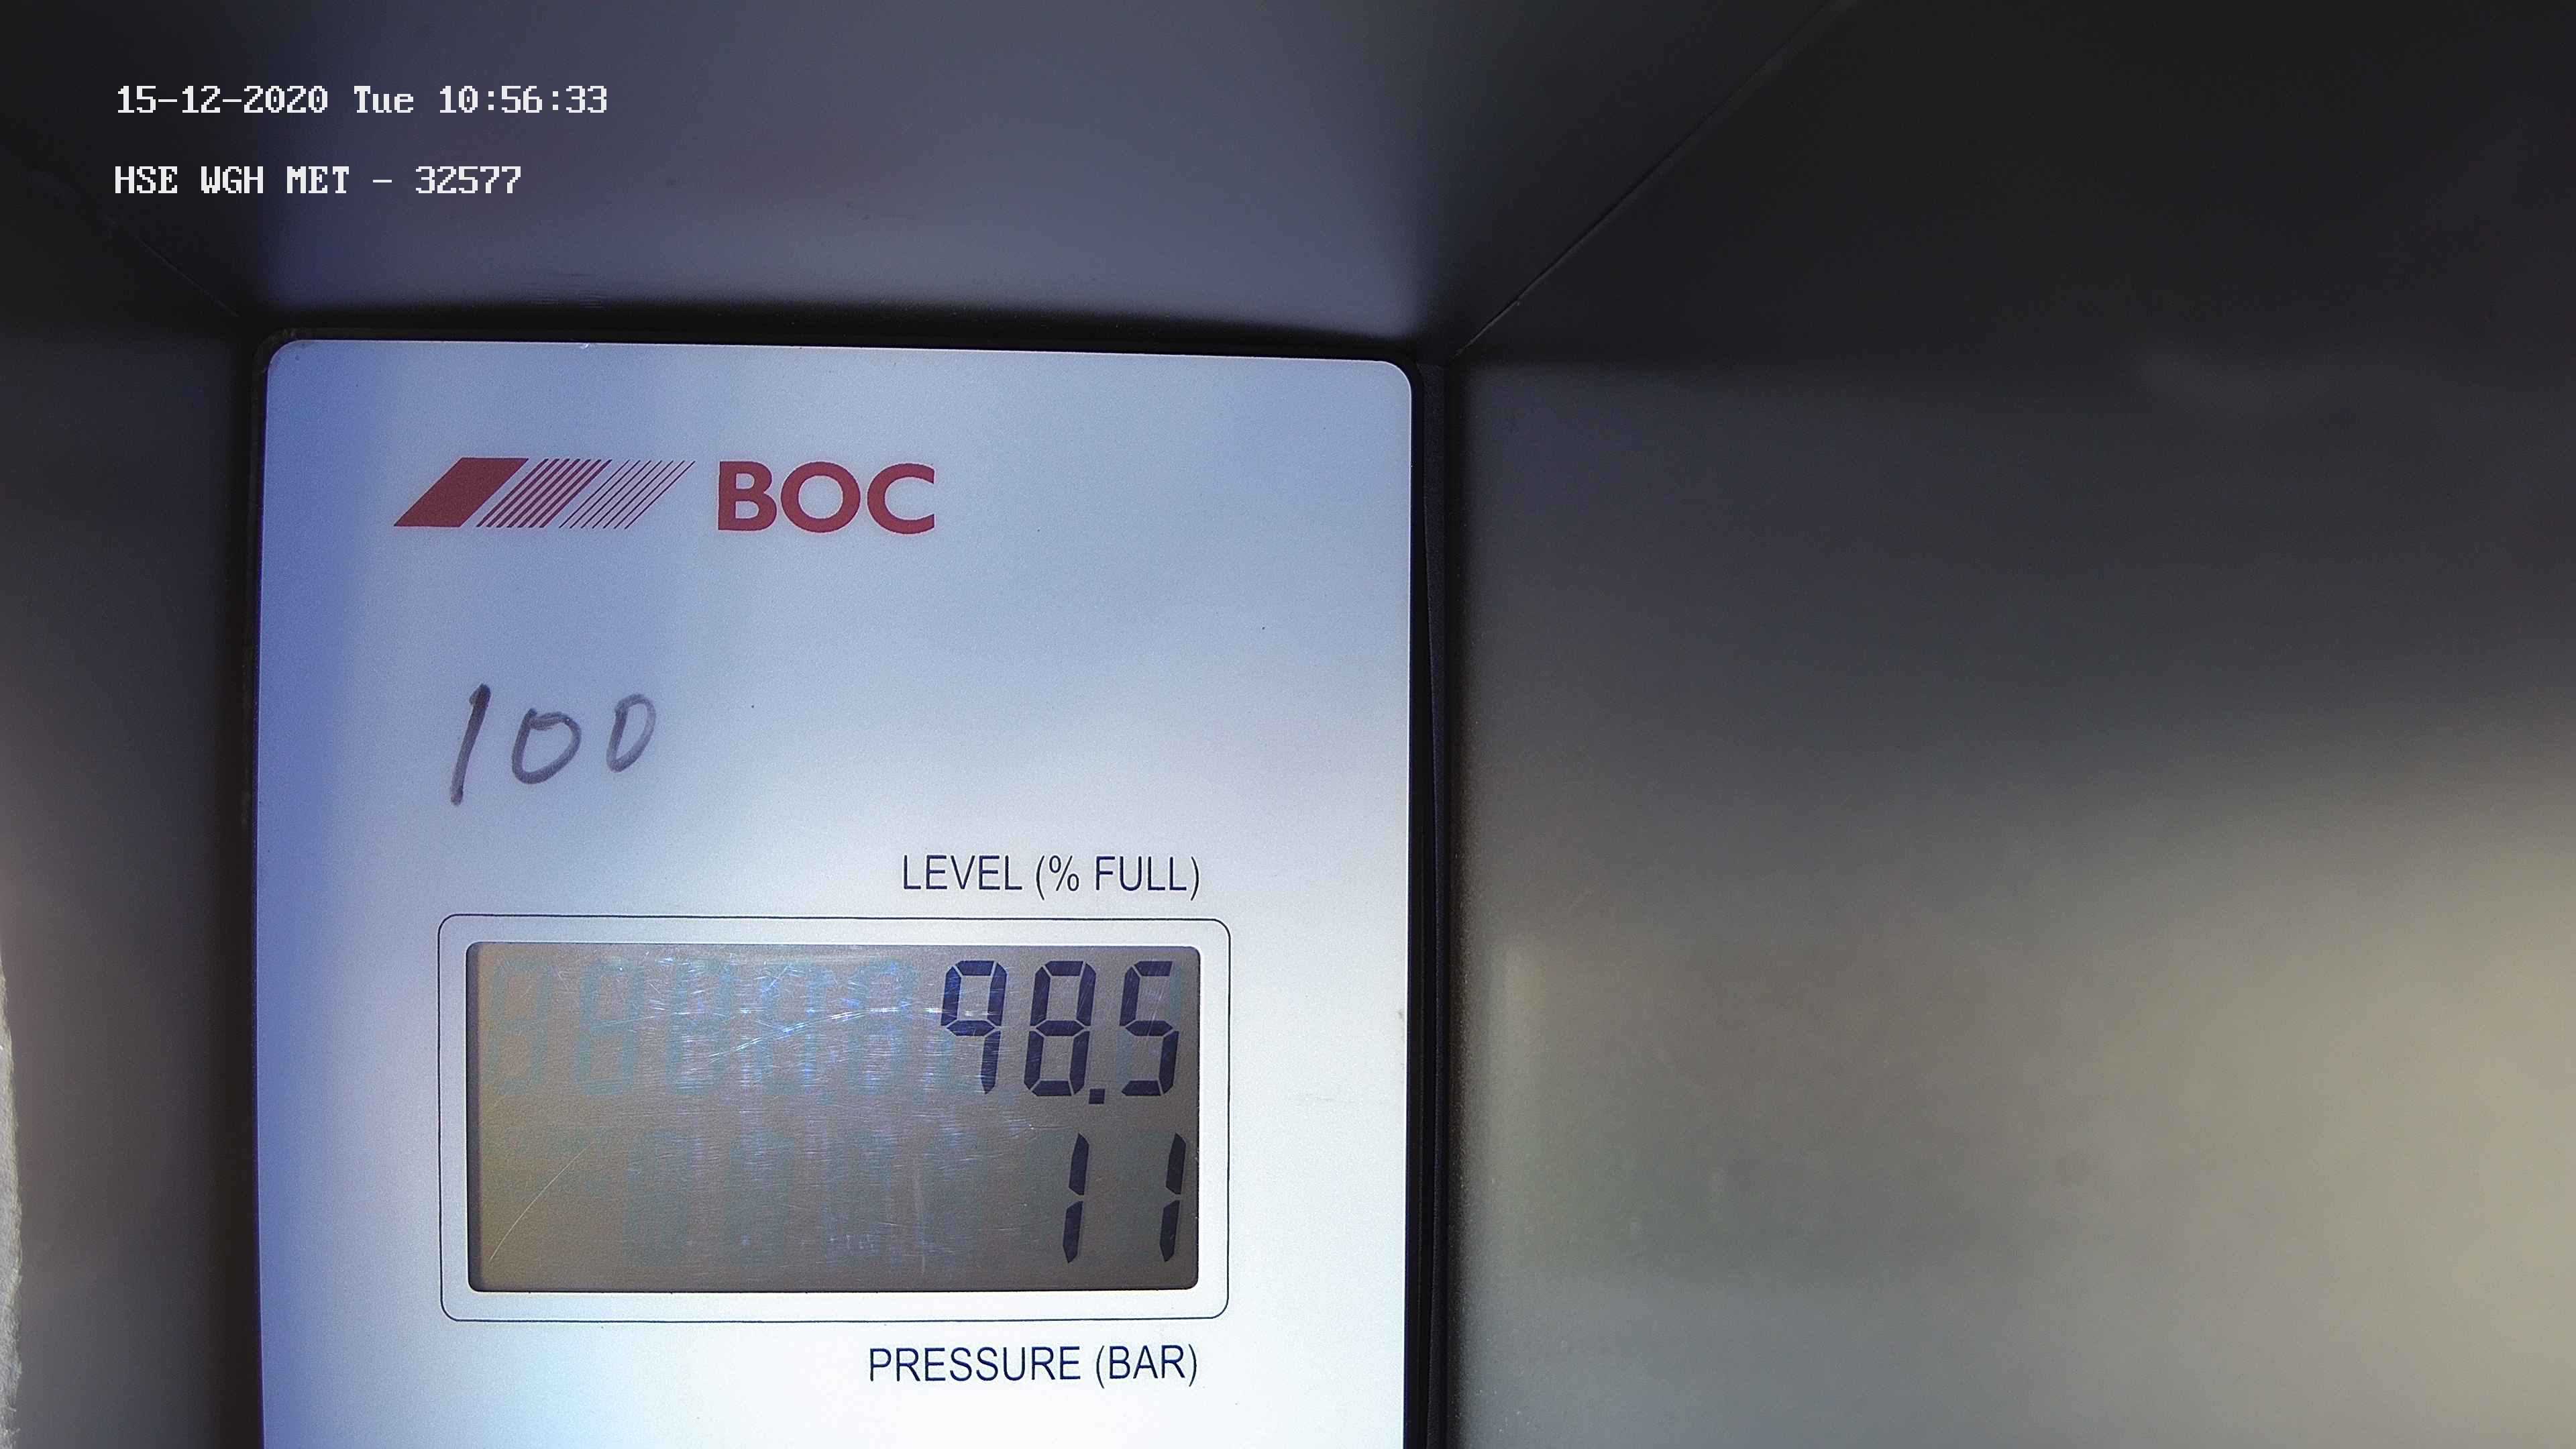 15-12-2020 Tue 10:56:33
HSE WGH MET - 32577
BOC
100
LEVEL (% FULL)
98.5
11
PRESSURE (BAR)